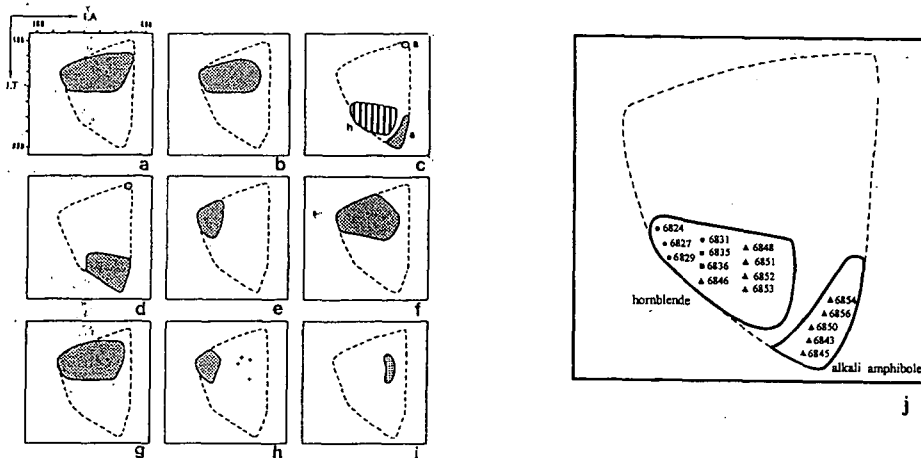 I.A
I.T
a
b
h
a
a
c
d
e
f
g
h
i
6824
6827
6829
6831
6835
6836
6846
6848
6851
6852
6853
hornblende
6854
6856
6850
6843
6845
alkali amphibole
j